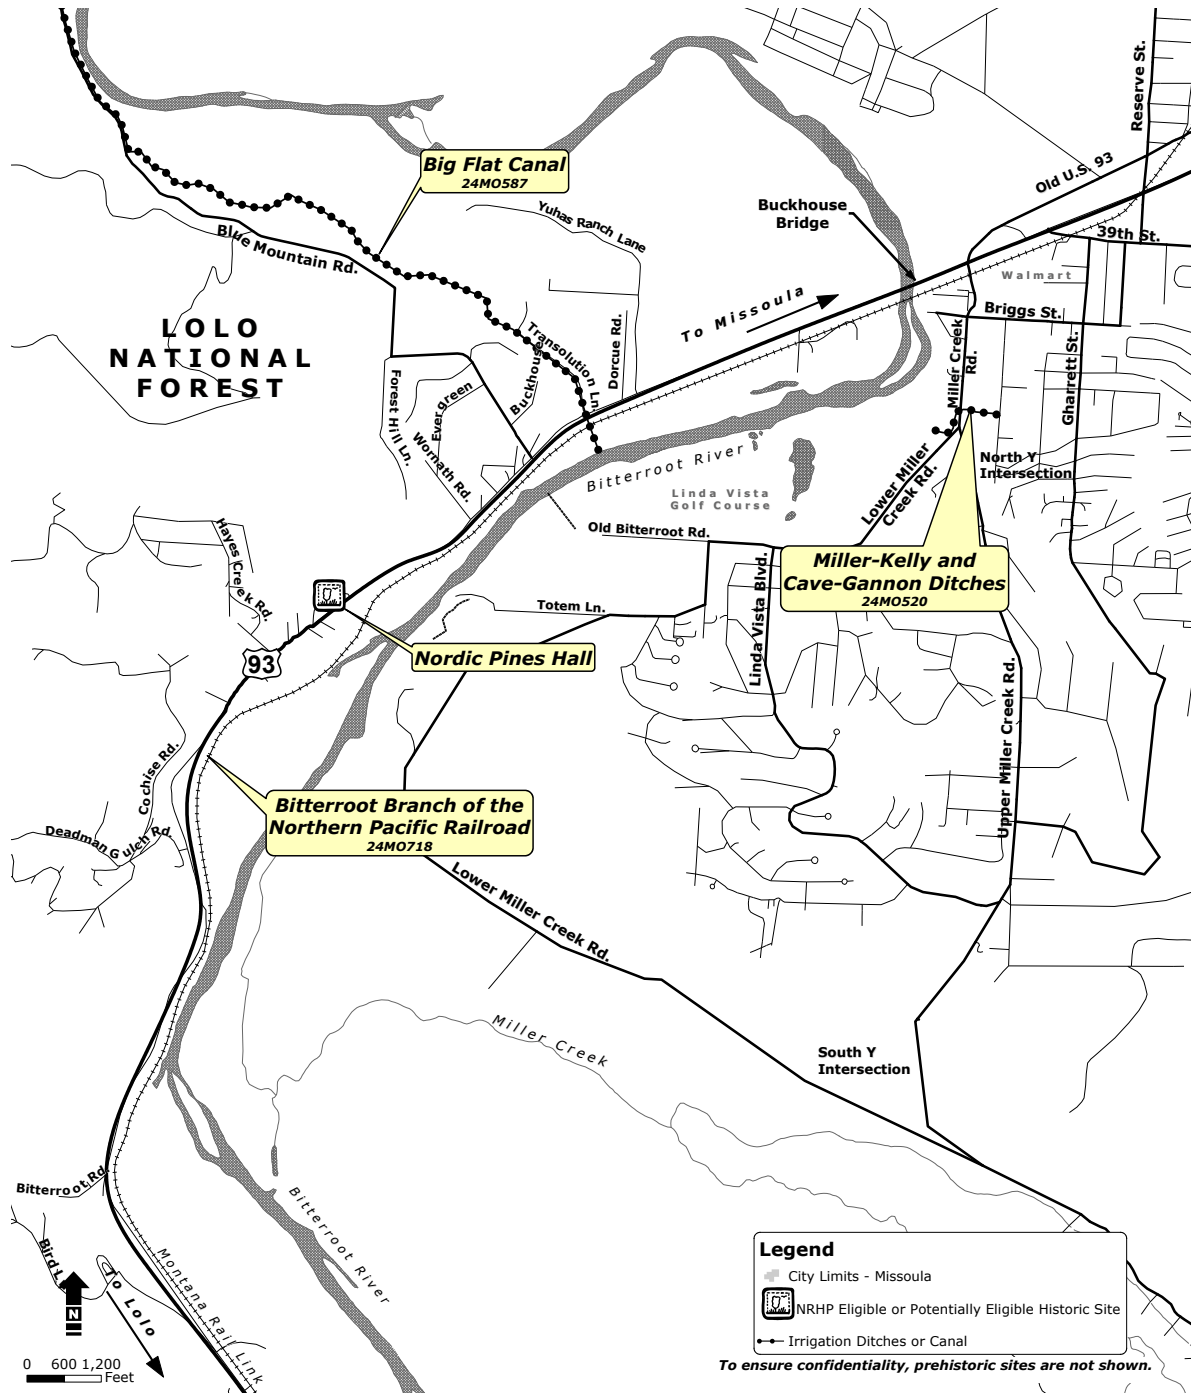 Reserve St.
Old U.S. 93
Big Flat Canal
24MO587
Yuhas Ranch Lane
Buckhouse
Bridge
39th St.
Blue Mountain Rd.
Walmart
To Missoula
LOLO
NATIONAL
FOREST
Briggs St.
Transolution Ln.
Dorcue Rd.
Buckhouse
Miller Creek
Rd.
Gharrett St.
Forest Hill Ln.
Evergreen
Wornath Rd.
Bitterroot River
North Y
Intersection
Lower Miller
Creek Rd.
Linda Vista
Golf Course
Old Bitterroot Rd.
Hayes Creek Rd.
Miller-Kelly and
Cave-Gannon Ditches
24MO520
Totem Ln.
Linda Vista Blvd.
Nordic Pines Hall
93
Upper Miller Creek Rd.
Cochise Rd.
Bitterroot Branch of the
Northern Pacific Railroad
24MO718
Deadman Gulch Rd.
Lower Miller Creek Rd.
Miller Creek
South Y
Intersection
Bitterroot Rd.
Bitterroot River
Bird Ln.
To Lolo
Montana Rail Link
N
0 600 1,200
Feet
Legend
City Limits - Missoula
NRHP Eligible or Potentially Eligible Historic Site
Irrigation Ditches or Canal
To ensure confidentiality, prehistoric sites are not shown.